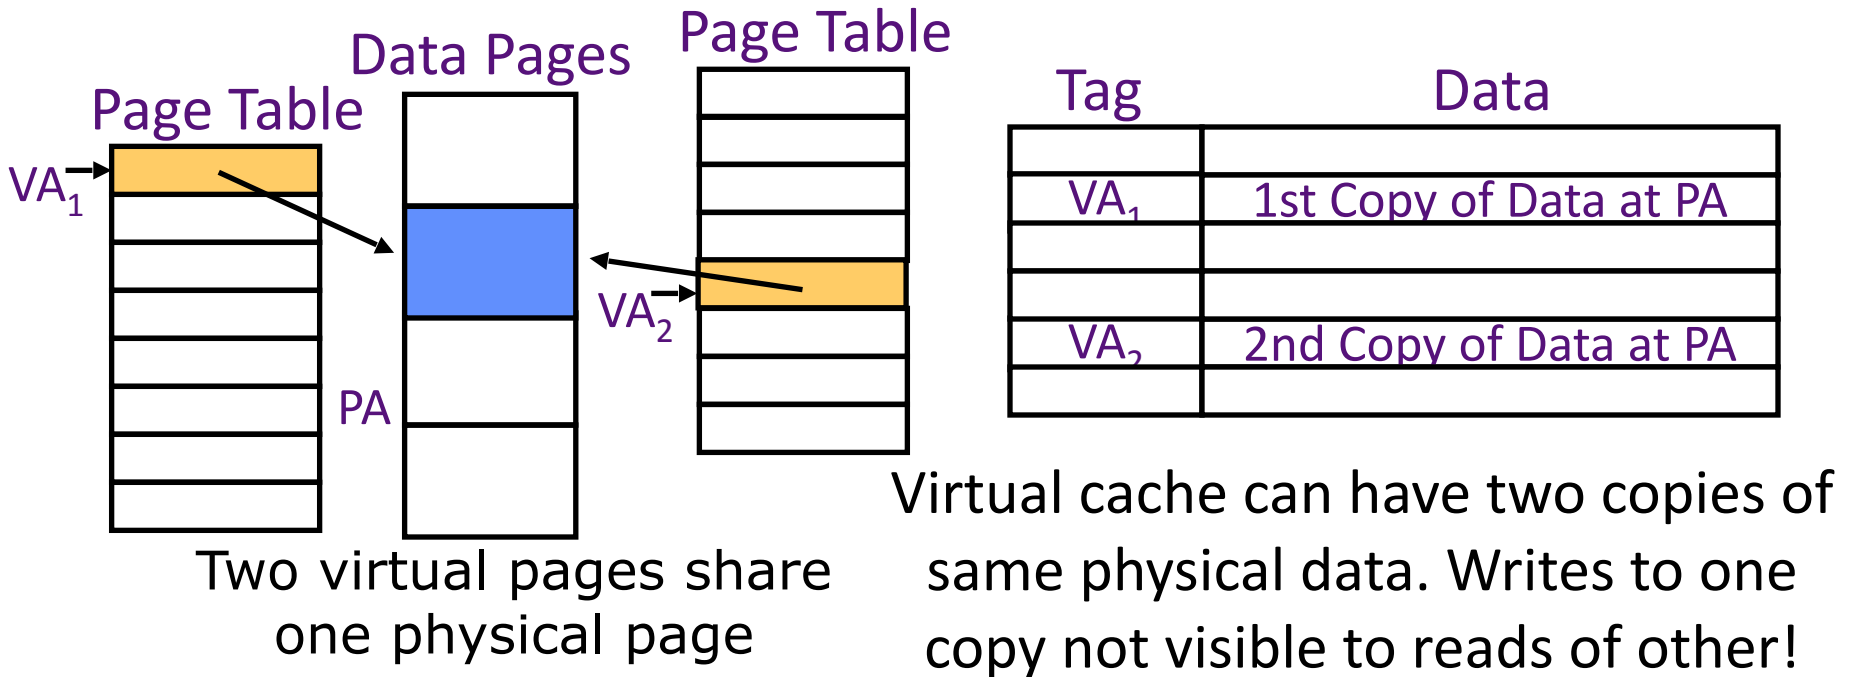 Page Table
Data Pages
Page Table
VA₁
VA₂
PA
Tag Data
VA₁ 1st Copy of Data at PA
VA₂ 2nd Copy of Data at PA
Two virtual pages share
one physical page
Virtual cache can have two copies of
same physical data. Writes to one
copy not visible to reads of other!